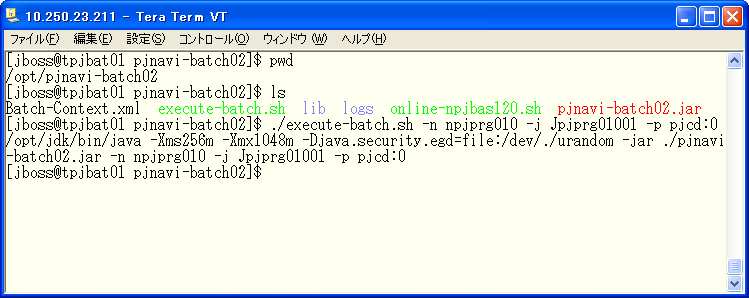 10.250.23.211 - Tera Term VT
ファイル(F) 編集(E) 設定(S) コントロール(O) ウィンドウ(W) ヘルプ(H)
[jboss@tpjbat01 pjnavi-batch02]$ pwd
/opt/pjnavi-batch02
[jboss@tpjbat01 pjnavi-batch02]$ ls
Batch-Context.xml execute-batch.sh lib logs online-npjbas120.sh pjnavi-batch02.jar
[jboss@tpjbat01 pjnavi-batch02]$ ./execute-batch.sh -n npjprg010 -j Jpjprg01001 -p pjcd:0
/opt/jdk/bin/java -Xms256m -Xmx1048m -Djava.security.egd=file:/dev/./urandom -jar ./pjnavi
-batch02.jar -n npjprg010 -j Jpjprg01001 -p pjcd:0
[jboss@tpjbat01 pjnavi-batch02]$